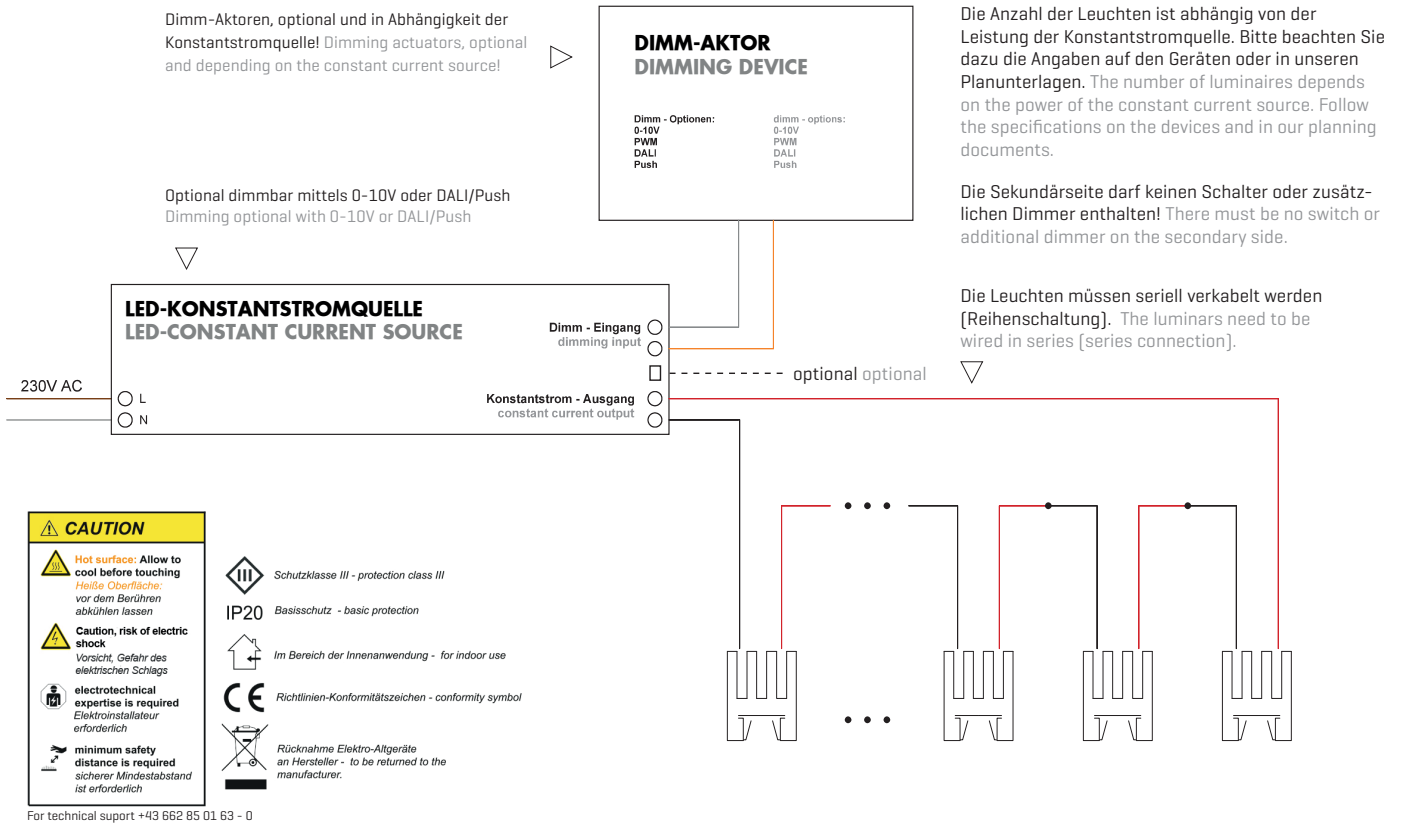 Dimm-Aktoren, optional und in Abhängigkeit der
Konstantstromquelle! Dimming actuators, optional
and depending on the constant current source!
DIMM-AKTOR
DIMMING DEVICE
Dimm - Optionen:
0-10V
PWM
DALI
Push
dimm - options:
0-10V
PWM
DALI
Push
Die Anzahl der Leuchten ist abhängig von der
Leistung der Konstantstromquelle. Bitte beachten Sie
dazu die Angaben auf den Geräten oder in unseren
Planunterlagen. The number of luminaires depends
on the power of the constant current source. Follow
the specifications on the devices and in our planning
documents.
Die Sekundärseite darf keinen Schalter oder zusätz-
lichen Dimmer enthalten! There must be no switch or
additional dimmer on the secondary side.
Die Leuchten müssen seriell verkabelt werden
(Reihenschaltung). The luminars need to be
wired in series (series connection).
Optional dimmbar mittels 0-10V oder DALI/Push
Dimming optional with 0-10V or DALI/Push
LED-KONSTANTSTROMQUELLE
LED-CONSTANT CURRENT SOURCE
Dimm - Eingang
dimming input
optional optional
230V AC
L
N
Konstantstrom - Ausgang
constant current output
CAUTION
Hot surface: Allow to
cool before touching
Heiße Oberfläche:
vor dem Berühren
abkühlen lassen
Caution, risk of electric
shock
Vorsicht, Gefahr des
elektrischen Schlags
electrotechnical
expertise is required
Elektroinstallateur
erforderlich
minimum safety
distance is required
sicherer Mindestabstand
ist erforderlich
III
Schutzklasse III - protection class III
IP20
Basisschutz - basic protection
Im Bereich der Innenanwendung - for indoor use
CE
Richtlinien-Konformitätszeichen - conformity symbol
Rücknahme Elektro-Altgeräte
an Hersteller - to be returned to the
manufacturer.
For technical suport +43 662 85 01 63 - 0